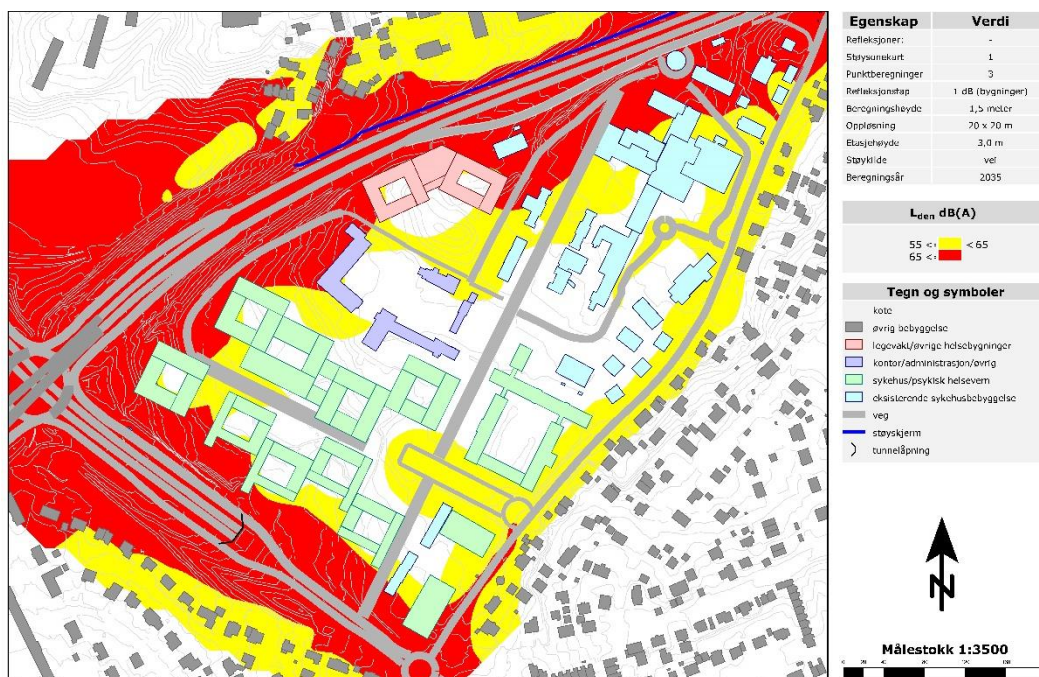 Egenskap Verdi
Refleksjoner: -
Støysonekart 1
Punktberegninger 3
Refleksjonstap 1 dB (bygninger)
Beregningshøyde 1,5 meter
Oppløsning 20 x 20 m
Etasjehøyde 3,0 m
Støykilde vei
Beregningsår 2035
Lden dB(A)
55 <= < 65
65 <=
Tegn og symboler
kote
øvrig bebyggelse
legevakt/øvrige helsebygninger
kontor/administrasjon/øvrig
sykehus/psykisk helsevern
eksisterende sykehusbebyggelse
veg
støyskjerm
tunnelåpning
N
Målestokk 1:3500